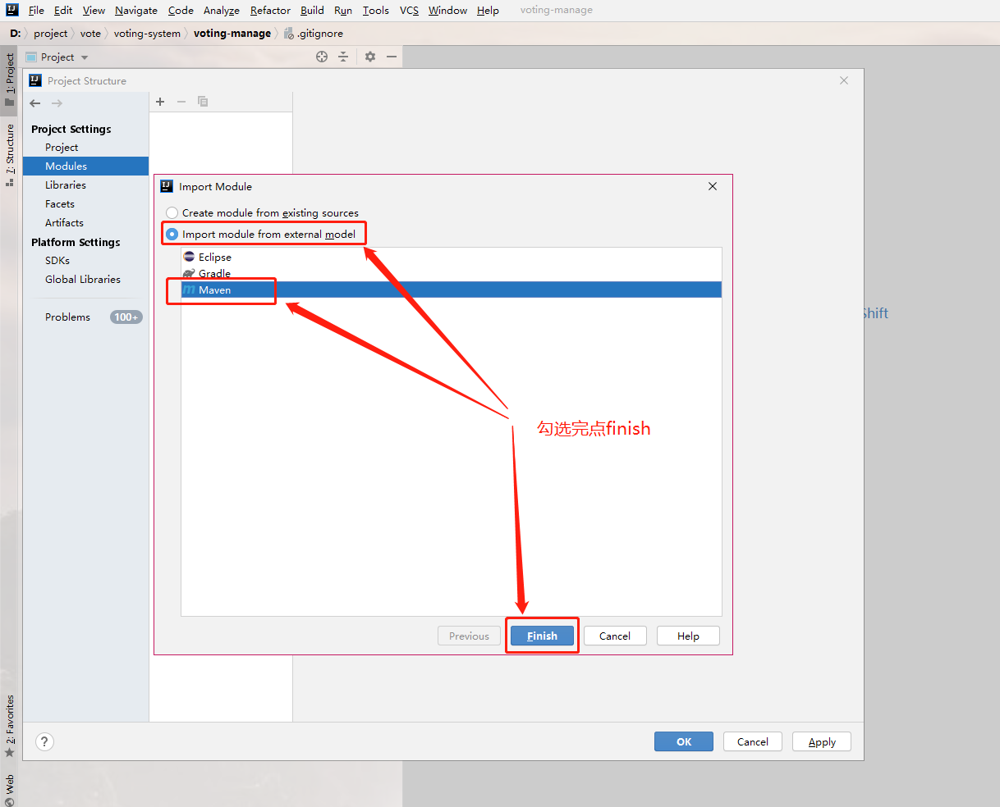 File Edit View Navigate Code Analyze Refactor Build Run Tools VCS Window Help voting-manage
D: project vote voting-system voting-manage .gitignore
1: Project
Project
Project Structure
7: Structure
Project Settings
Project
Modules
Libraries
Facets
Artifacts
Platform Settings
SDKs
Global Libraries
Problems 100+
Import Module
Create module from existing sources
Import module from external model
Eclipse
Gradle
Maven
Shift
勾选完点finish
Previous Finish Cancel Help
2: Favorites
Web
? OK Cancel Apply